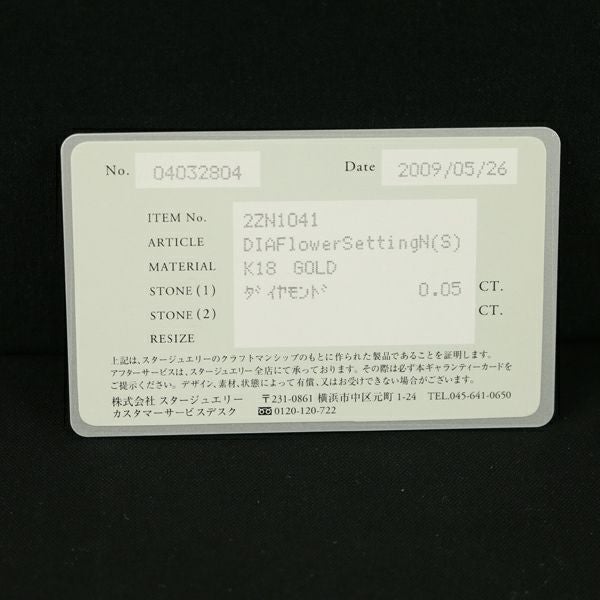 No. 04032804 Date 2009/05/26
ITEM No. 2ZN1041
ARTICLE DIAFlowerSettingN(S)
MATERIAL K18 GOLD
STONE(1) ダイヤモンド 0.05 CT.
STONE(2) CT.
RESIZE
上記は、スタージュエリーのクラフトマンシップのもとに作られた製品であることを証明します。
アフターサービスは、スタージュエリー全店にて承っております。その際は必ず本ギャランティーカードを
ご提示ください。デザイン、素材、状態によって有償、又はお受けできない場合がございます。
株式会社 スタージュエリー 〒231-0861 横浜市中区元町 1-24 TEL.045-641-0650
カスタマーサービスデスク 0120-120-722